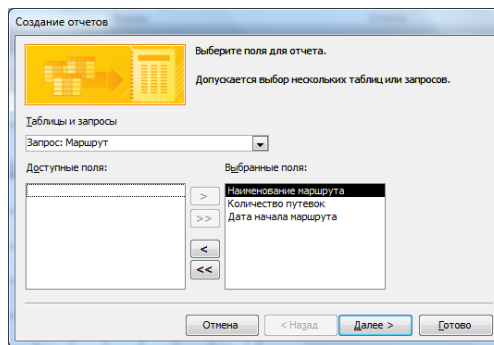 Создание отчетов
Выберите поля для отчета.
Допускается выбор нескольких таблиц или запросов.
Таблицы и запросы
Запрос: Маршрут
Доступные поля:
Выбранные поля:
Наименование маршрута
Количество путевок
Дата начала маршрута
>
>>
<
<<
Отмена
< Назад
Далее >
Готово